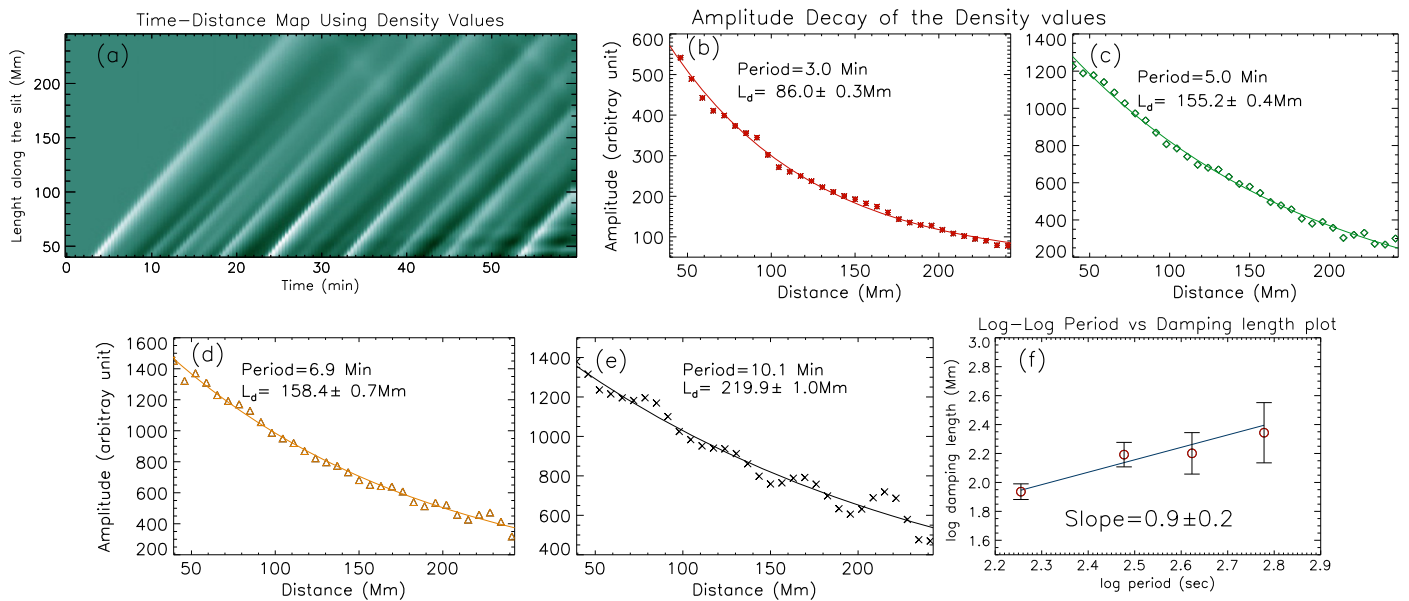 Time-Distance Map Using Density Values
(a)
Lenght along the slit (Mm)
200
150
100
50
0
10
20
30
40
50
Time (min)
Amplitude Decay of the Density values
(b)
Period=3.0 Min
L_d= 86.0± 0.3Mm
Amplitude (arbitray unit)
600
500
400
300
200
100
50
100
150
200
Distance (Mm)
(c)
Period=5.0 Min
L_d= 155.2± 0.4Mm
1400
1200
1000
800
600
400
200
50
100
150
200
Distance (Mm)
(d)
Period=6.9 Min
L_d= 158.4± 0.7Mm
Amplitude (arbitray unit)
1600
1400
1200
1000
800
600
400
200
50
100
150
200
Distance (Mm)
(e)
Period=10.1 Min
L_d= 219.9± 1.0Mm
1400
1200
1000
800
600
400
50
100
150
200
Distance (Mm)
Log-Log Period vs Damping length plot
(f)
log damping length (Mm)
3.0
2.8
2.6
2.4
2.2
2.0
1.8
1.6
Slope=0.9±0.2
2.2
2.3
2.4
2.5
2.6
2.7
2.8
2.9
log period (sec)